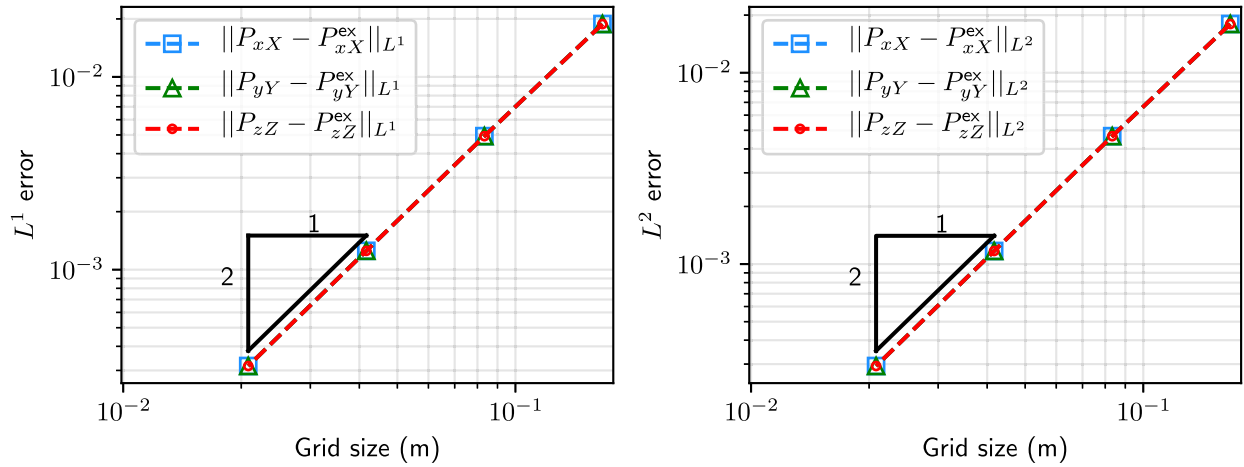 ||P_{xX} − P^{ex}_{xX}||_{L^1}
||P_{yY} − P^{ex}_{yY}||_{L^1}
||P_{zZ} − P^{ex}_{zZ}||_{L^1}
10^{−2}
10^{−3}
L^1 error
1
2
10^{−2}
10^{−1}
Grid size (m)
||P_{xX} − P^{ex}_{xX}||_{L^2}
||P_{yY} − P^{ex}_{yY}||_{L^2}
||P_{zZ} − P^{ex}_{zZ}||_{L^2}
10^{−2}
10^{−3}
L^2 error
1
2
10^{−2}
10^{−1}
Grid size (m)